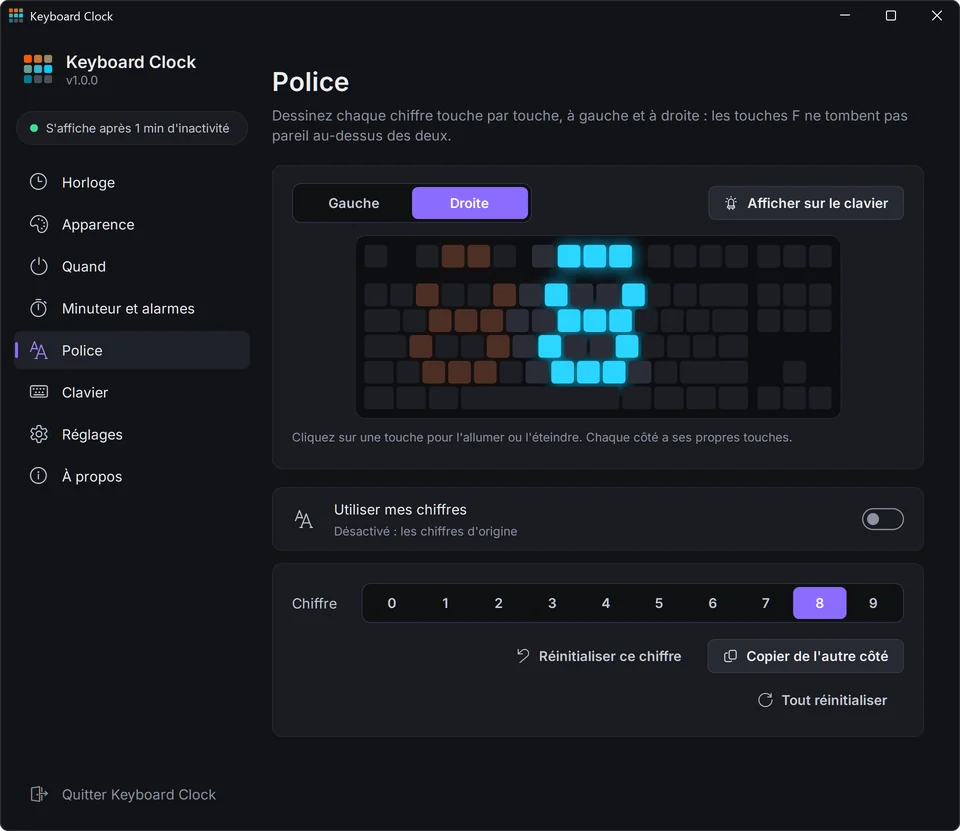 Keyboard Clock
Keyboard Clock
v1.0.0
S'affiche après 1 min d'inactivité
Horloge
Apparence
Quand
Minuteur et alarmes
Police
Clavier
Réglages
À propos
Quitter Keyboard Clock
Police
Dessinez chaque chiffre touche par touche, à gauche et à droite : les touches F ne tombent pas
pareil au-dessus des deux.
Gauche
Droite
Afficher sur le clavier
Cliquez sur une touche pour l'allumer ou l'éteindre. Chaque côté a ses propres touches.
Utiliser mes chiffres
Désactivé : les chiffres d'origine
Chiffre 0 1 2 3 4 5 6 7 8 9
Réinitialiser ce chiffre
Copier de l'autre côté
Tout réinitialiser